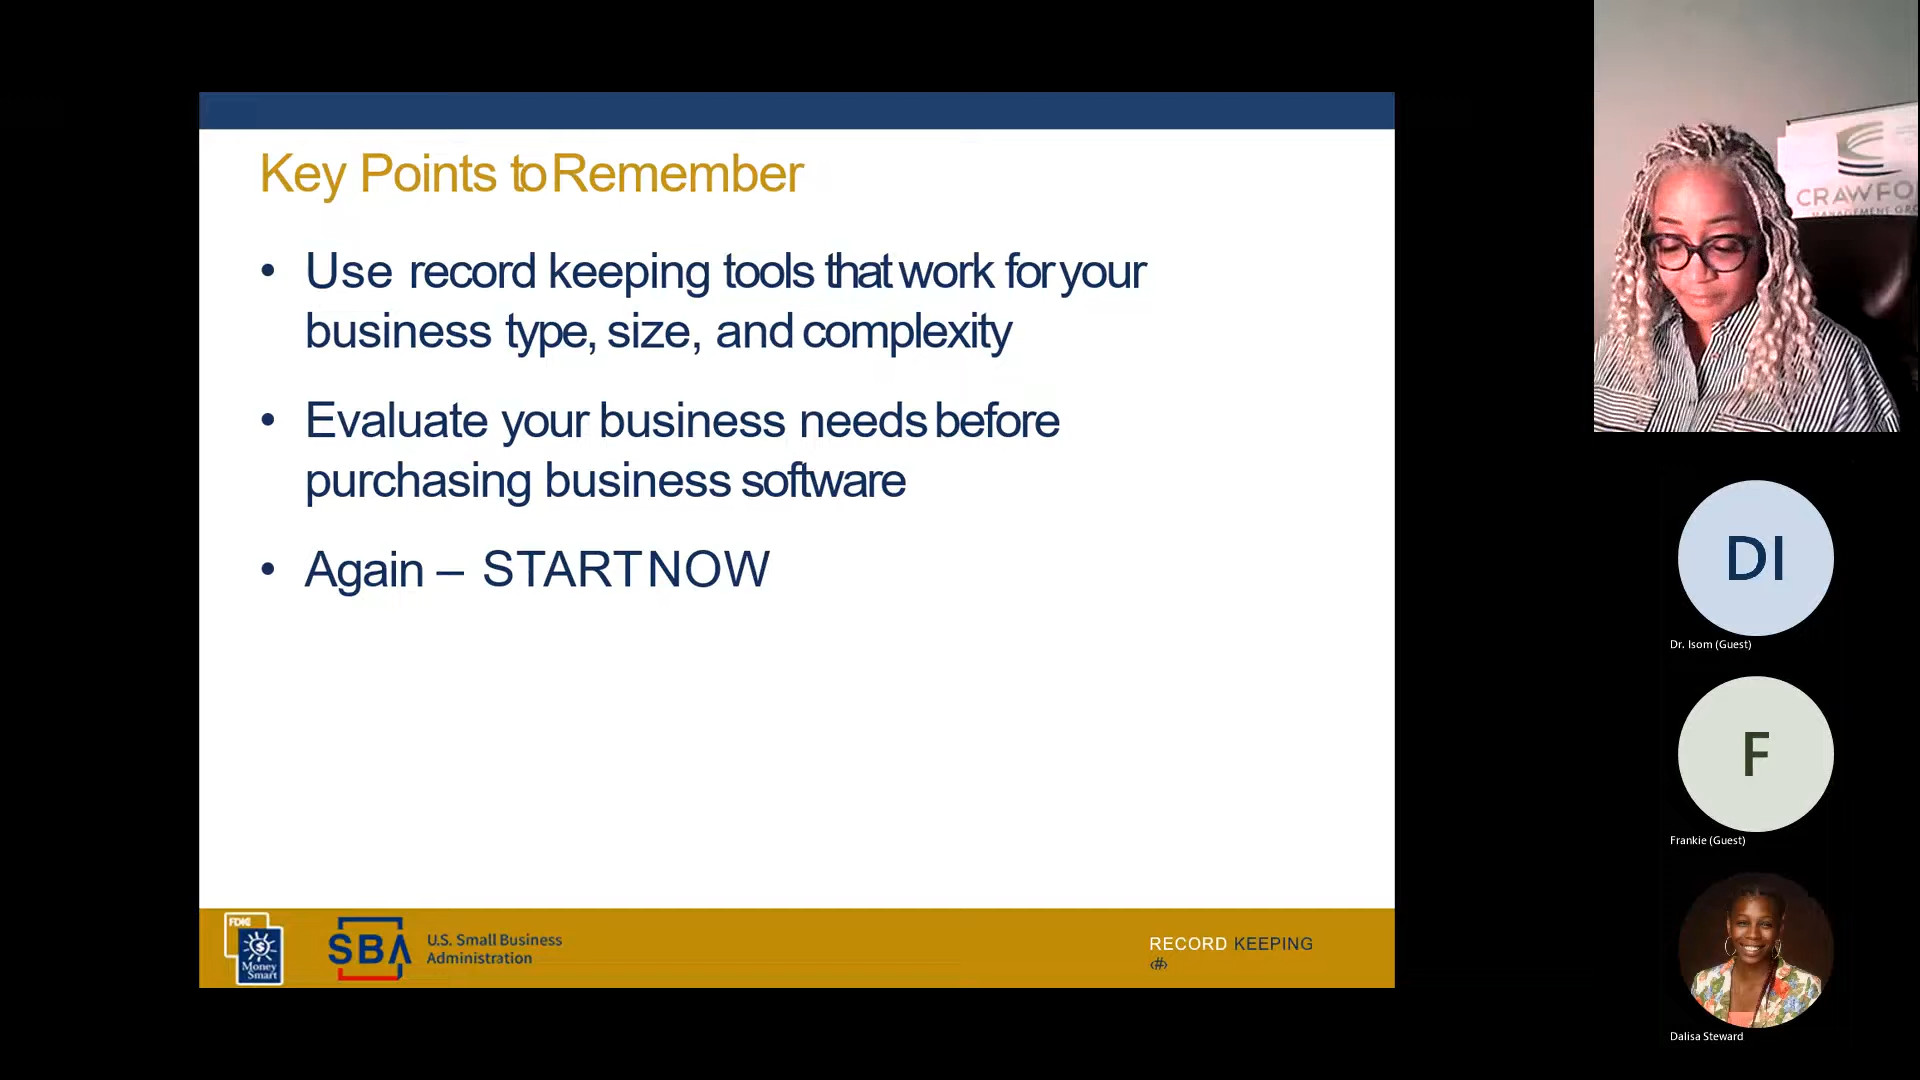 Key Points to Remember
• Use record keeping tools that work for your
business type, size, and complexity
• Evaluate your business needs before
purchasing business software
• Again – START NOW
FDIC
Money
Smart
SBA
U.S. Small Business
Administration
RECORD KEEPING
‹#›
CRAWFO
MANAGEMENT GRO
DI
Dr. Isom (Guest)
F
Frankie (Guest)
Dalisa Steward